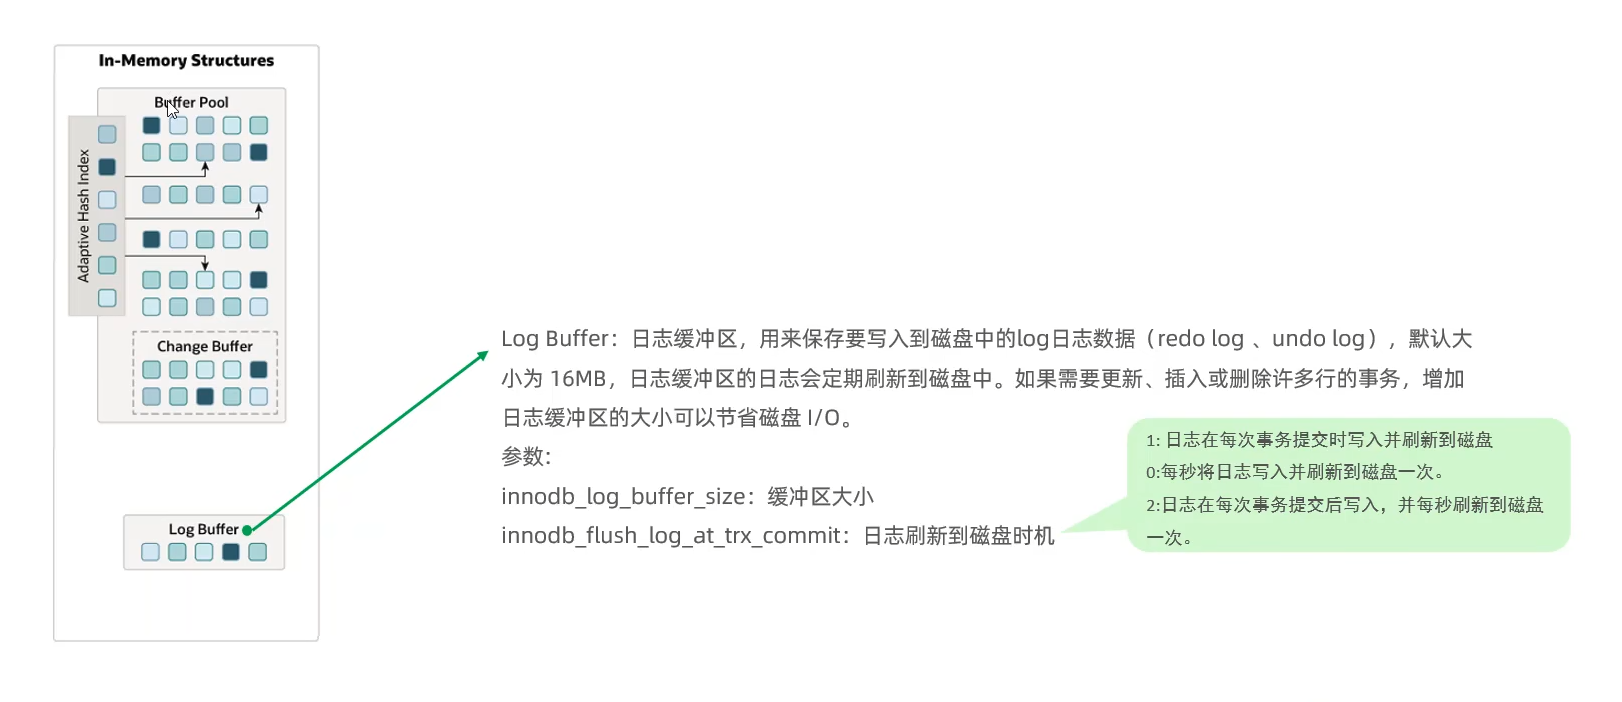 In-Memory Structures
Buffer Pool
Adaptive Hash Index
Change Buffer
Log Buffer
Log Buffer：日志缓冲区，用来保存要写入到磁盘中的log日志数据（redo log 、undo log），默认大
小为 16MB，日志缓冲区的日志会定期刷新到磁盘中。如果需要更新、插入或删除许多行的事务，增加
日志缓冲区的大小可以节省磁盘 I/O。
参数：
innodb_log_buffer_size：缓冲区大小
innodb_flush_log_at_trx_commit：日志刷新到磁盘时机
1: 日志在每次事务提交时写入并刷新到磁盘
0:每秒将日志写入并刷新到磁盘一次。
2:日志在每次事务提交后写入，并每秒刷新到磁盘
一次。